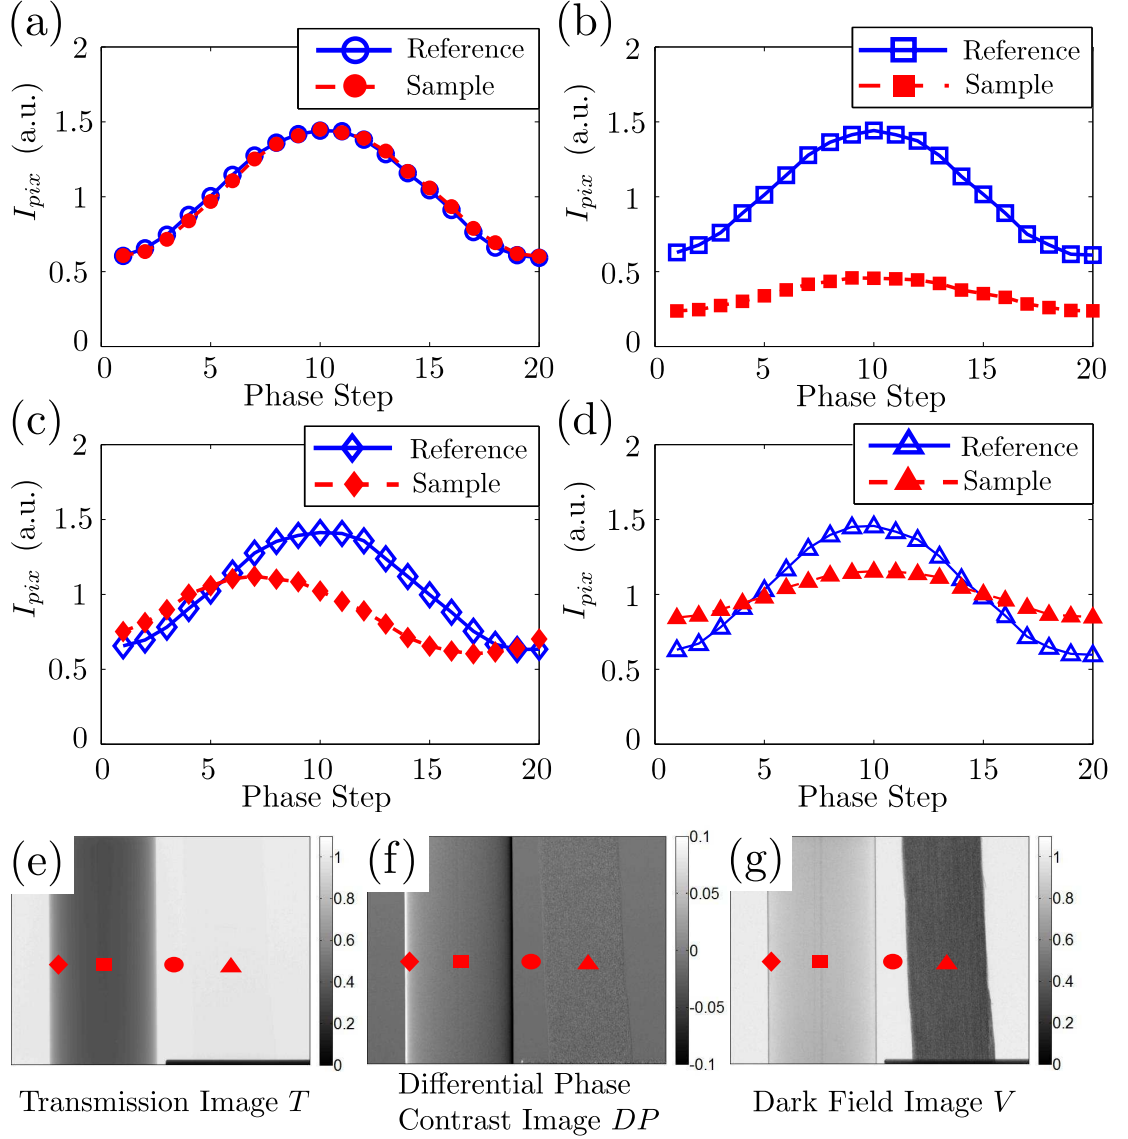 (a)
2
1.5
1
0.5
0
I_pix (a.u.)
Reference
Sample
0 5 10 15 20
Phase Step
(b)
2
1.5
1
0.5
0
I_pix (a.u.)
Reference
Sample
0 5 10 15 20
Phase Step
(c)
2
1.5
1
0.5
0
I_pix (a.u.)
Reference
Sample
0 5 10 15 20
Phase Step
(d)
2
1.5
1
0.5
0
I_pix (a.u.)
Reference
Sample
0 5 10 15 20
Phase Step
(e)
1
0.8
0.6
0.4
0.2
0
Transmission Image T
(f)
0.1
0.05
0
-0.05
-0.1
Differential Phase
Contrast Image DP
(g)
1
0.8
0.6
0.4
0.2
0
Dark Field Image V